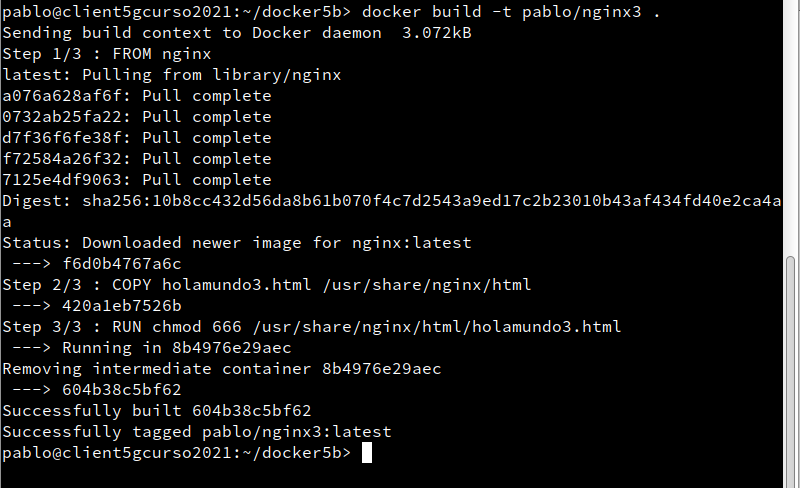 pablo@client5gcurso2021:~/docker5b> docker build -t pablo/nginx3 .
Sending build context to Docker daemon  3.072kB
Step 1/3 : FROM nginx
latest: Pulling from library/nginx
a076a628af6f: Pull complete
0732ab25fa22: Pull complete
d7f36f6fe38f: Pull complete
f72584a26f32: Pull complete
7125e4df9063: Pull complete
Digest: sha256:10b8cc432d56da8b61b070f4c7d2543a9ed17c2b23010b43af434fd40e2ca4a
a
Status: Downloaded newer image for nginx:latest
 ---> f6d0b4767a6c
Step 2/3 : COPY holamundo3.html /usr/share/nginx/html
 ---> 420a1eb7526b
Step 3/3 : RUN chmod 666 /usr/share/nginx/html/holamundo3.html
 ---> Running in 8b4976e29aec
Removing intermediate container 8b4976e29aec
 ---> 604b38c5bf62
Successfully built 604b38c5bf62
Successfully tagged pablo/nginx3:latest
pablo@client5gcurso2021:~/docker5b>